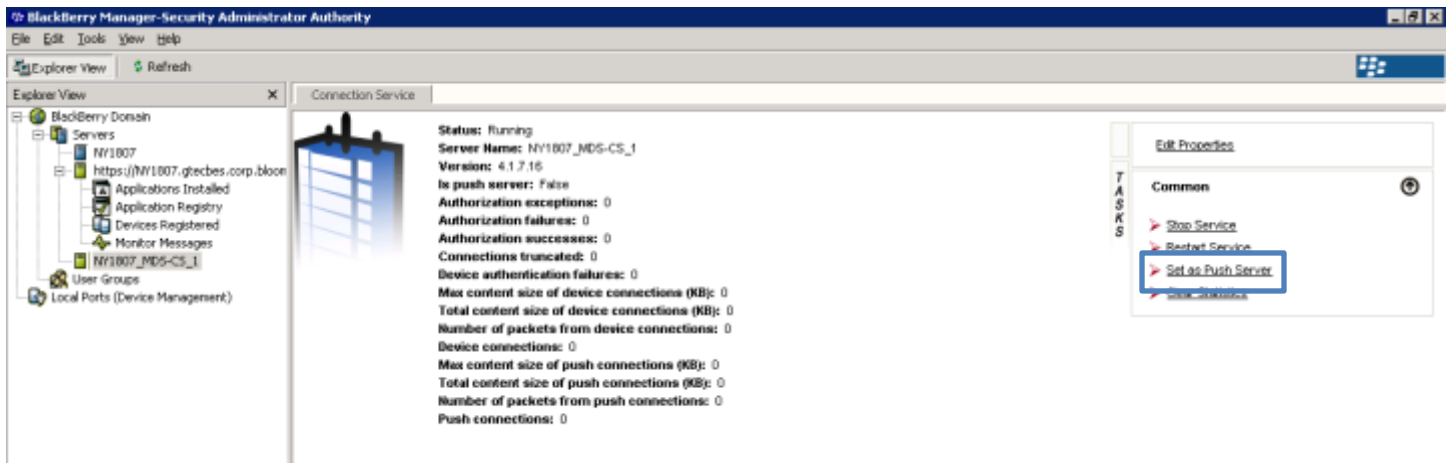 BlackBerry Manager-Security Administrator Authority
File Edit Tools View Help
Explorer View Refresh
Explorer View
Connection Service
BlackBerry Domain
Servers
NY1807
https://NY1807.gtecbes.corp.bloon
Applications Installed
Application Registry
Devices Registered
Monitor Messages
NY1807_MDS-CS_1
User Groups
Local Ports (Device Management)
Status: Running
Server Name: NY1807_MDS-CS_1
Version: 4.1.7.16
Is push server: False
Authorization exceptions: 0
Authorization failures: 0
Authorization successes: 0
Connections truncated: 0
Device authentication failures: 0
Max content size of device connections (KB): 0
Total content size of device connections (KB): 0
Number of packets from device connections: 0
Device connections: 0
Max content size of push connections (KB): 0
Total content size of push connections (KB): 0
Number of packets from push connections: 0
Push connections: 0
TASKS
Edit Properties
Common
Stop Service
Restart Service
Set as Push Server
Clear Statistics